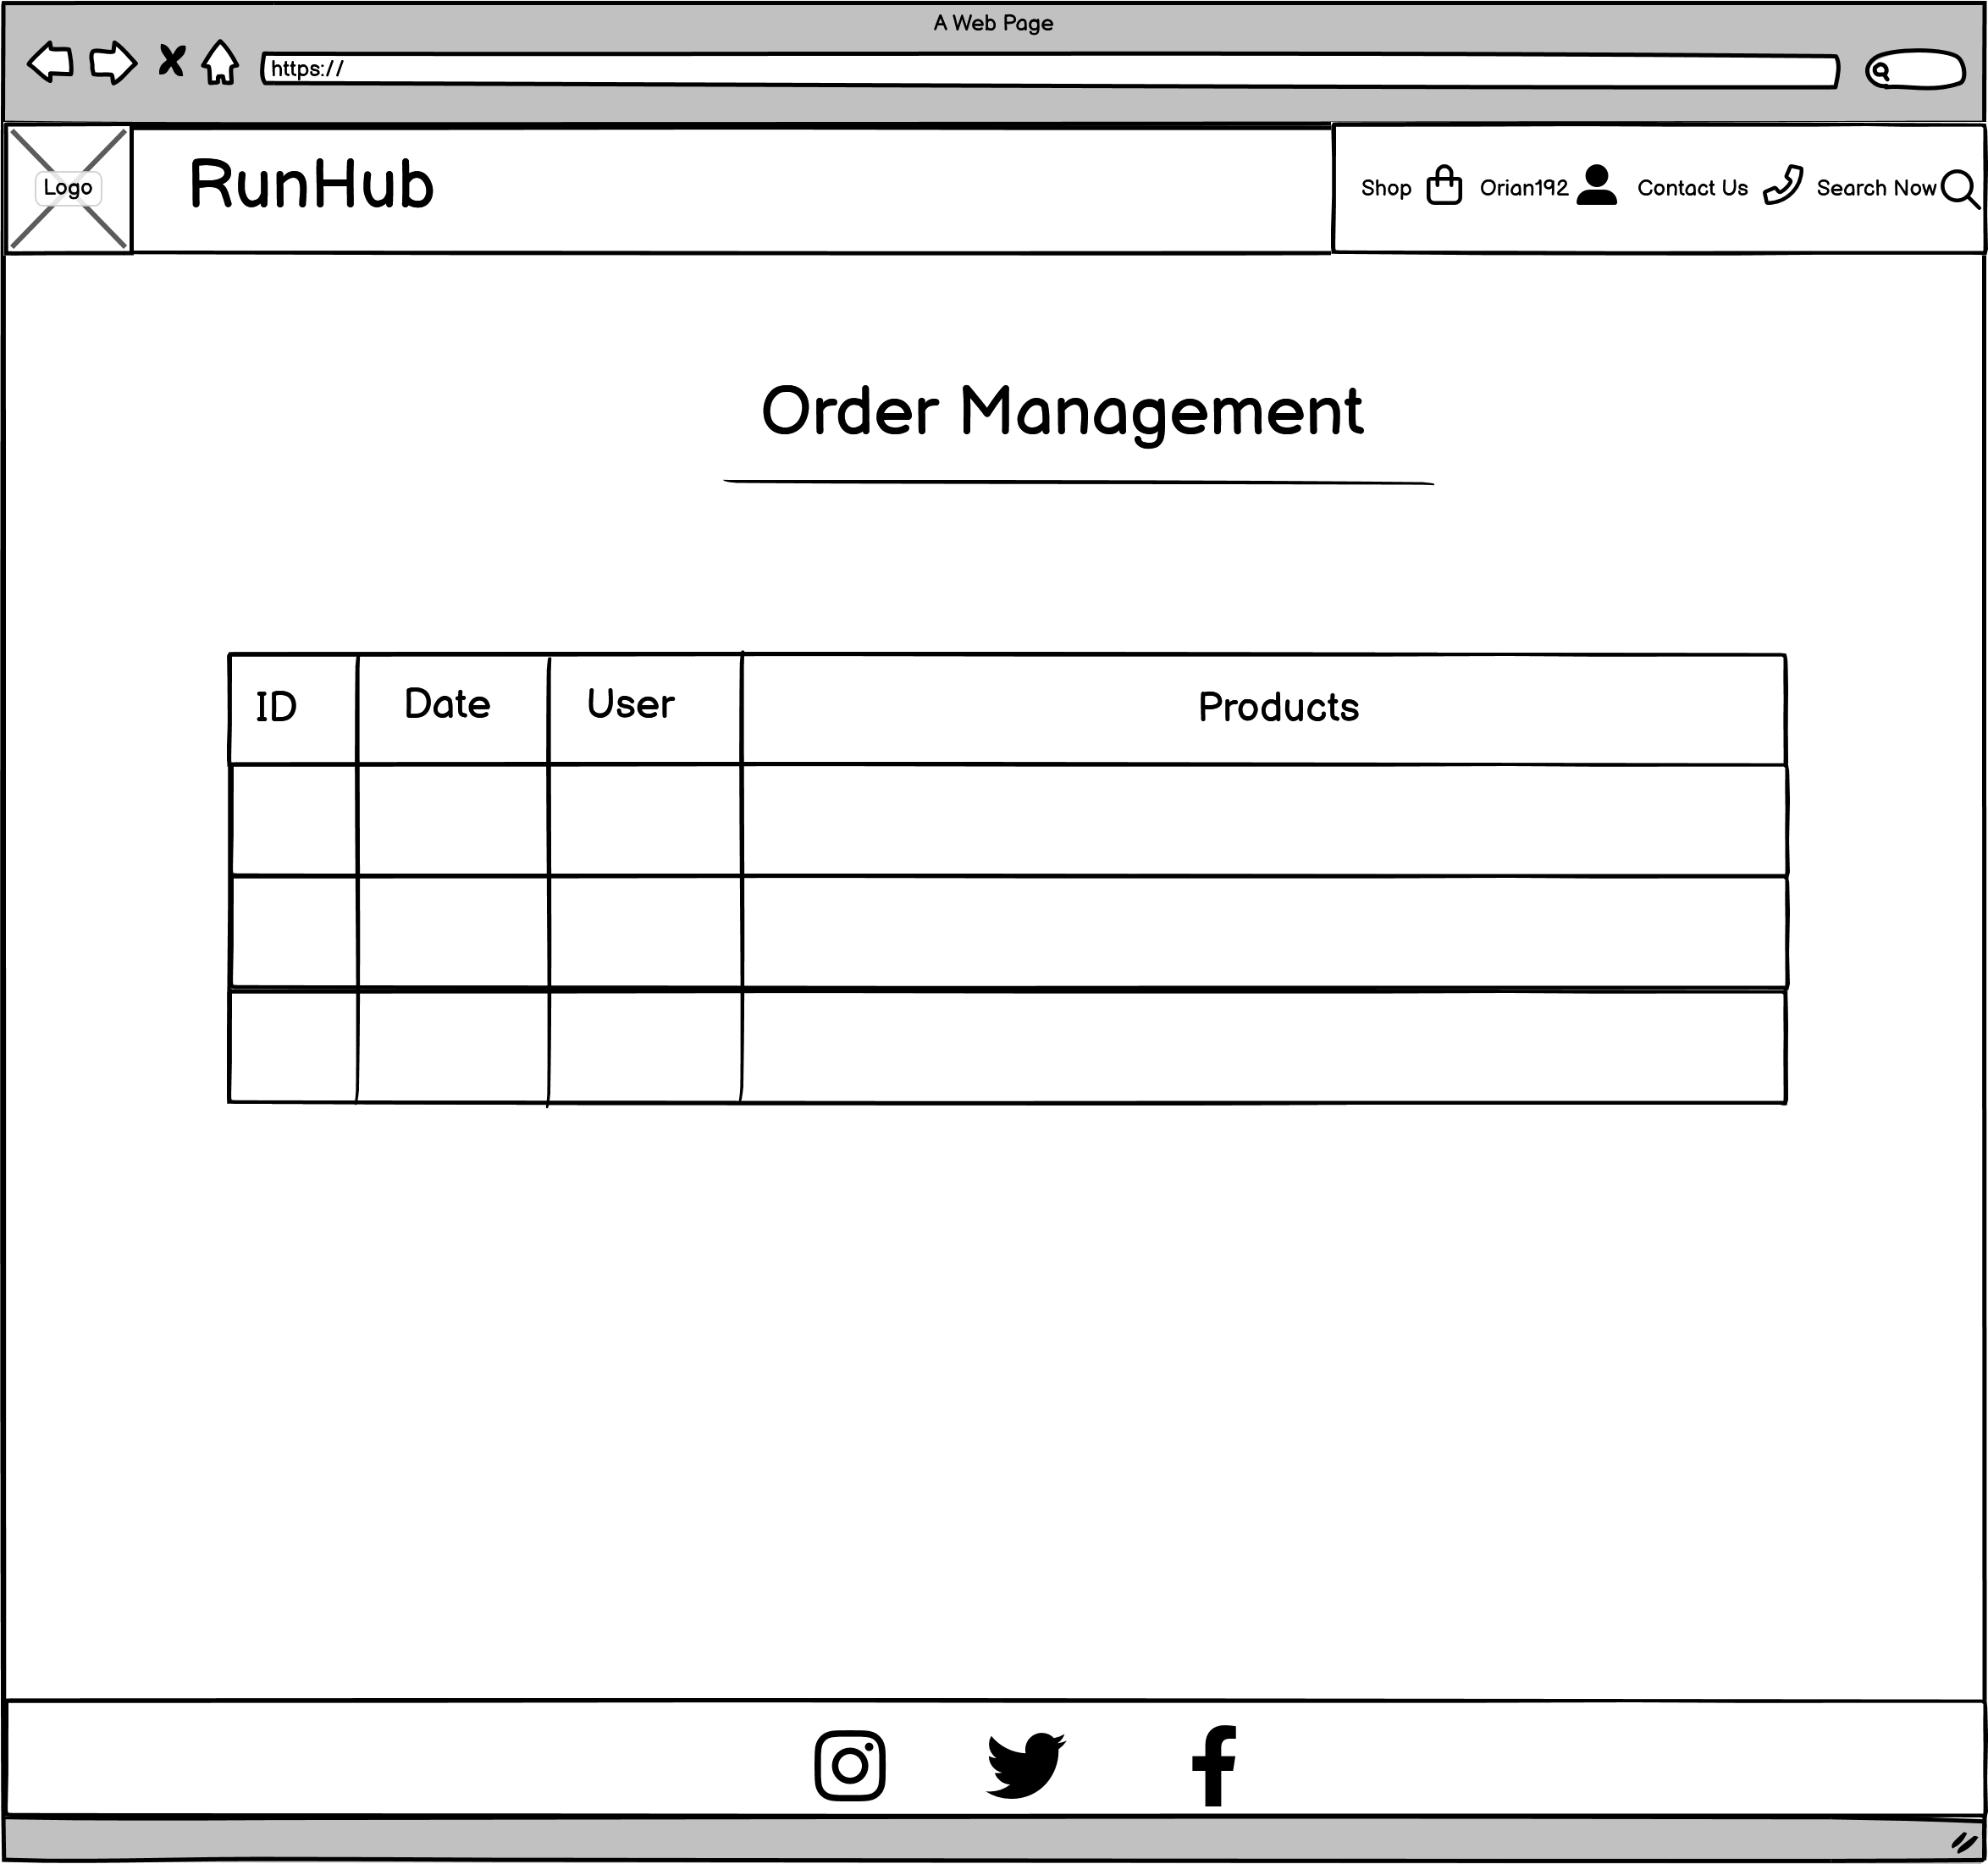 A Web Page
https://
Logo
RunHub
Shop Orian192 Contact Us Search Now
Order Management
ID Date User Products